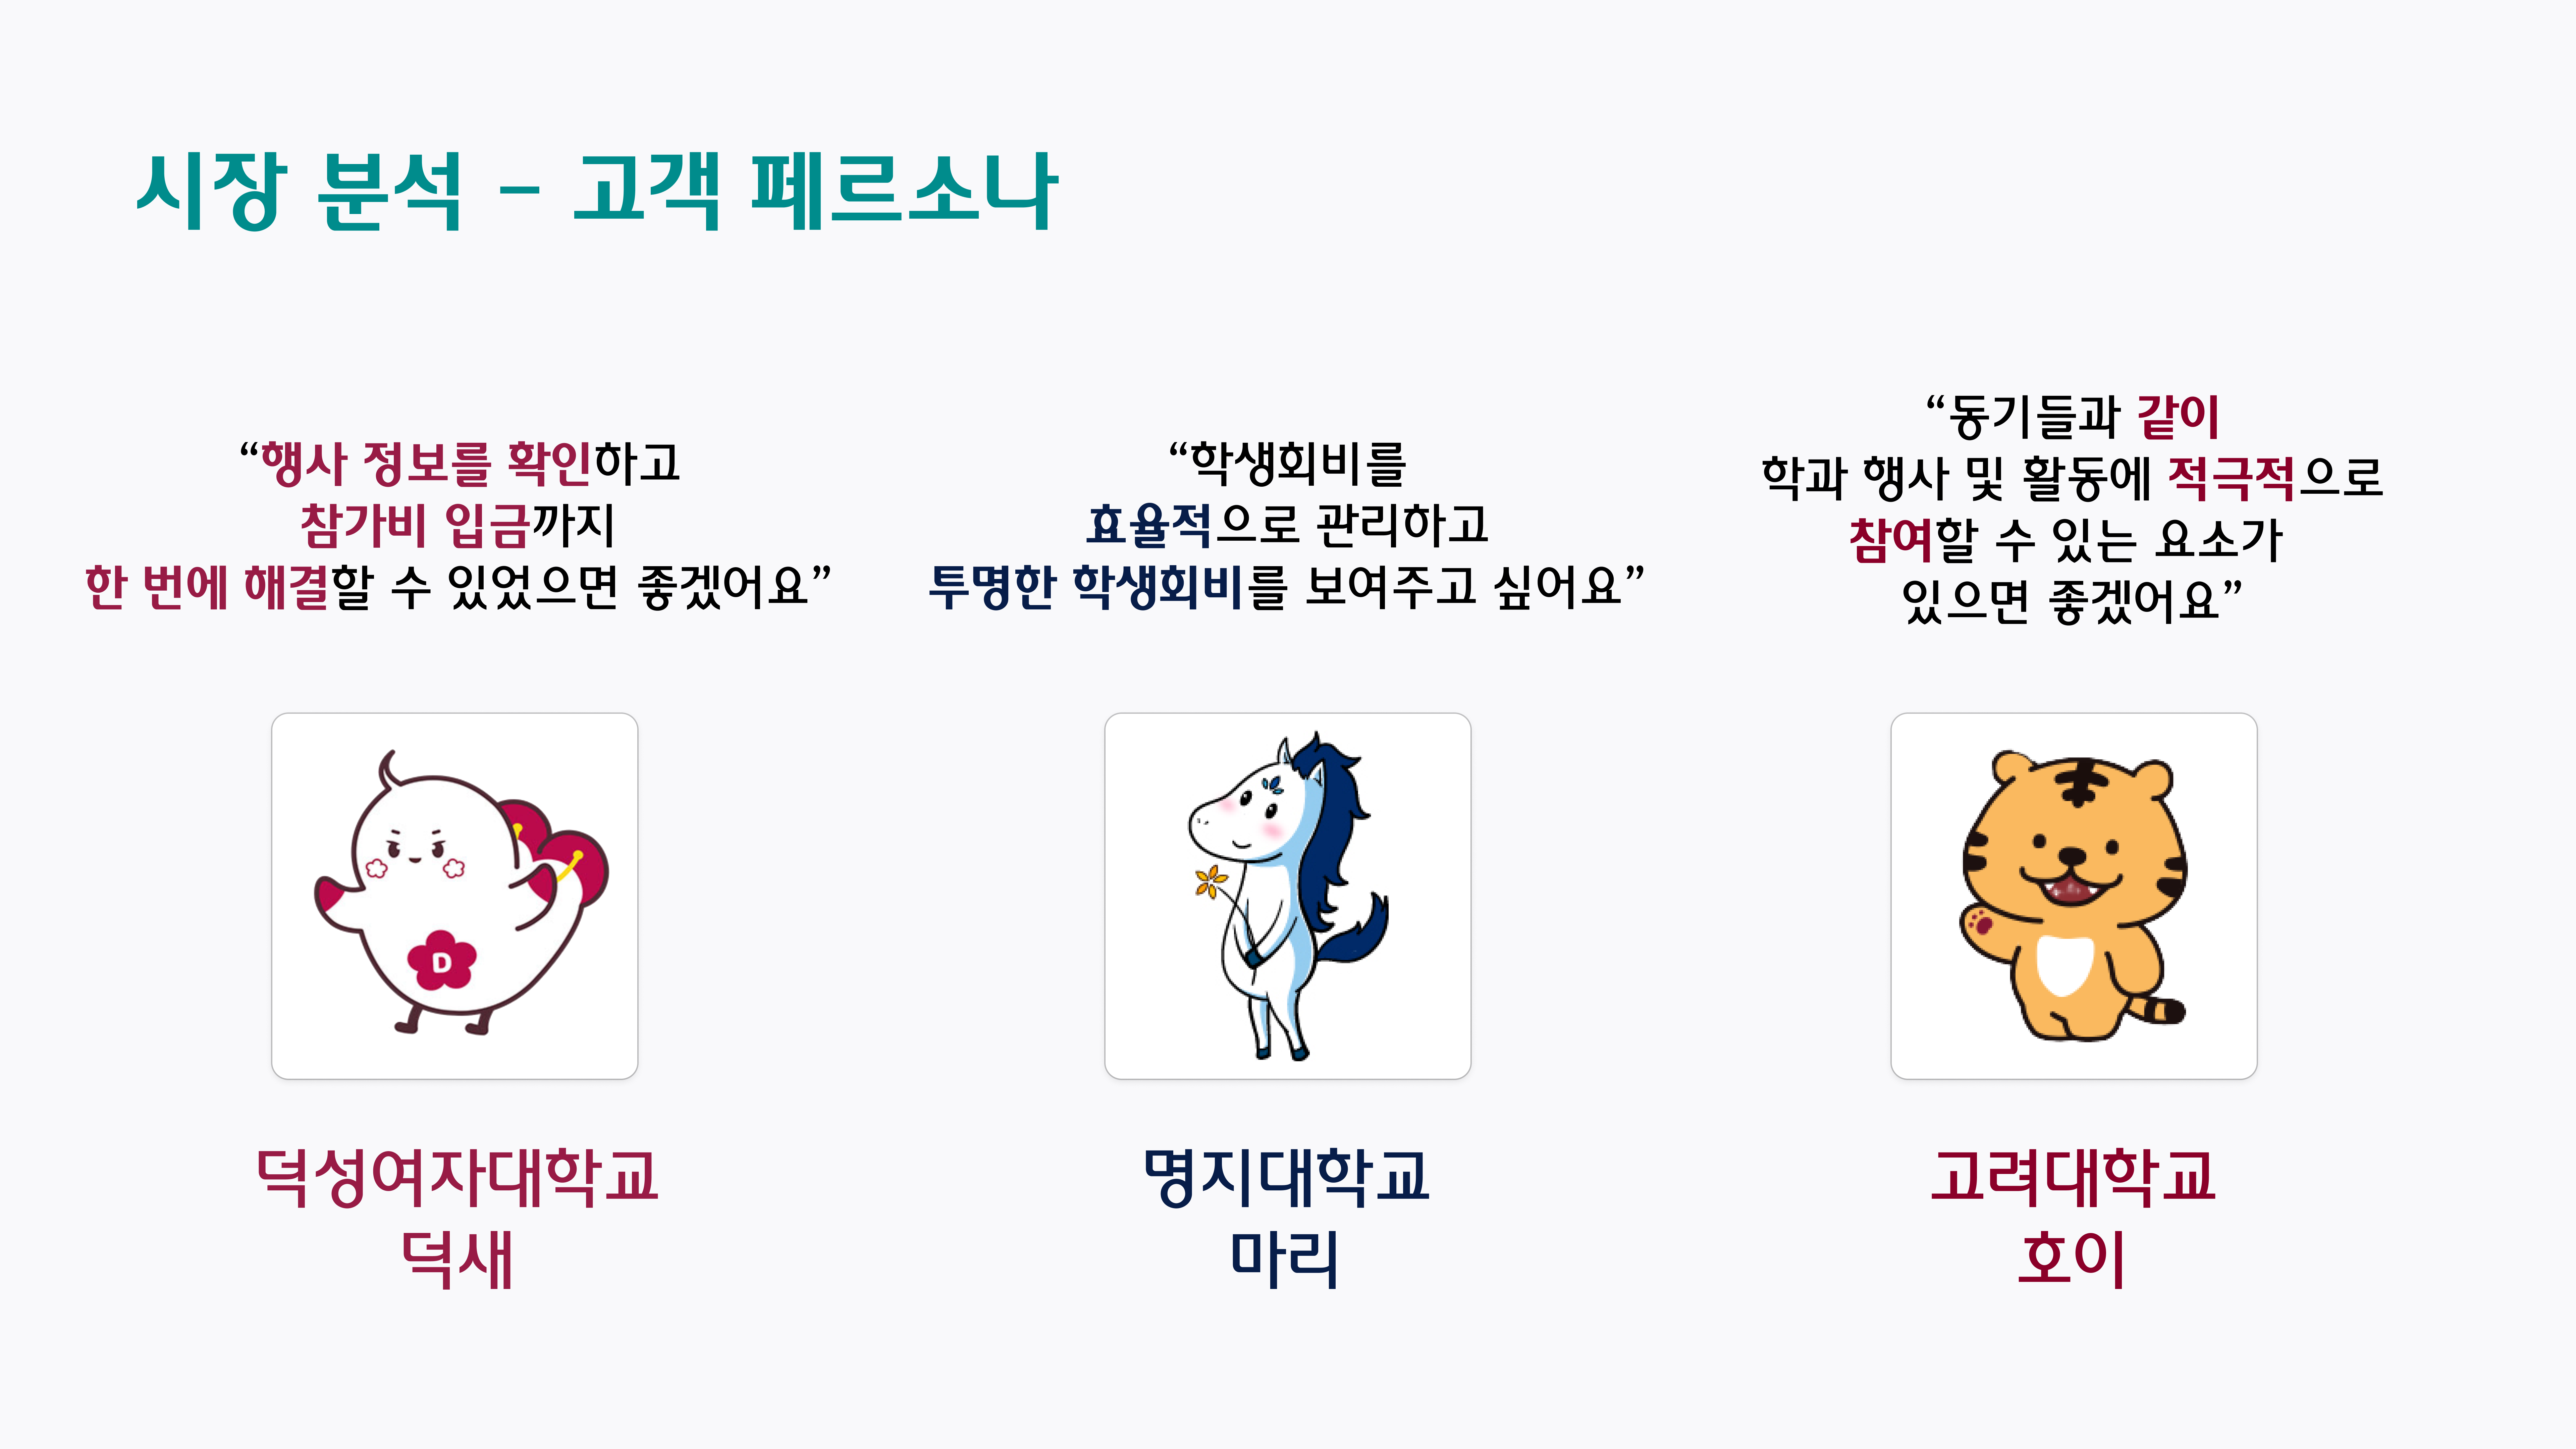 시장 분석 – 고객 페르소나
“행사 정보를 확인하고
참가비 입금까지
한 번에 해결할 수 있었으면 좋겠어요”
“학생회비를
효율적으로 관리하고
투명한 학생회비를 보여주고 싶어요”
“동기들과 같이
학과 행사 및 활동에 적극적으로
참여할 수 있는 요소가
있으면 좋겠어요”
D
덕성여자대학교
덕새
명지대학교
마리
고려대학교
호이